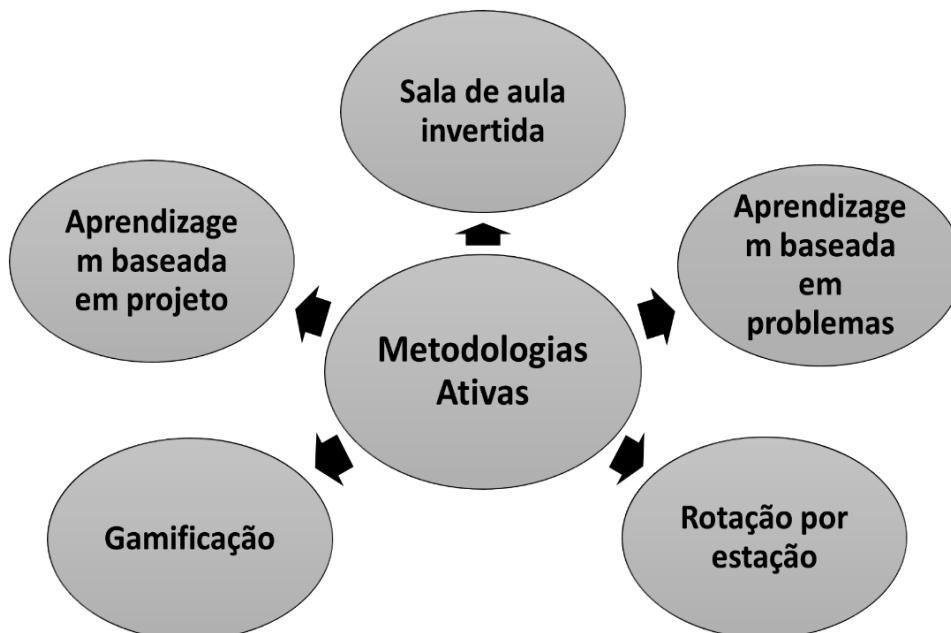 Sala de aula
invertida
Aprendizage
m baseada
em projeto
Aprendizage
m baseada
em
problemas
Metodologias
Ativas
Gamificação
Rotação por
estação